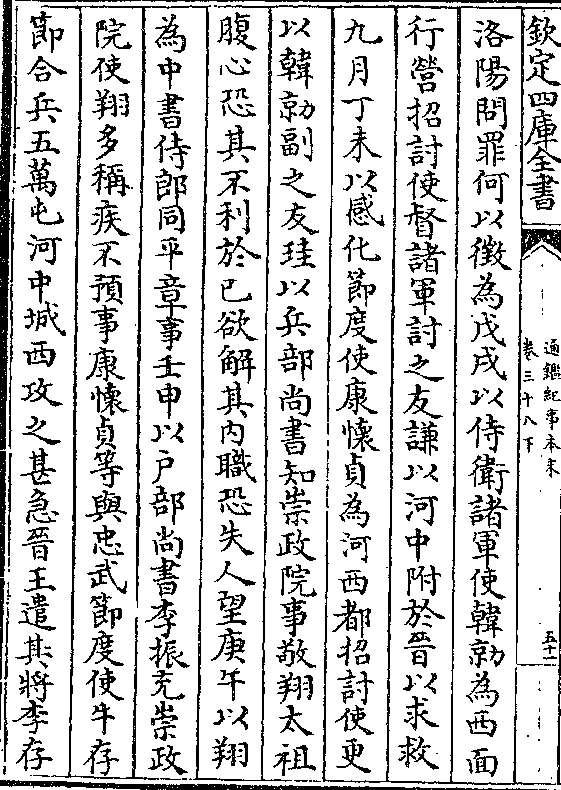 欽定四庫全書
通鑑紀事本末
卷三十八下
五十一
洛陽問罪何以徵為戊戌以侍衛諸軍使韓勍為西面
行營招討使督諸軍討之友謙以河中附於晉以求救
九月丁未以感化節度使康懷貞為河西都招討使更
以韓勍副之友珪以兵部尚書知崇政院事敬翔太祖
腹心恐其不利於已欲解其內職恐失人望庚午以翔
為中書侍郎同平章事壬申以户部尚書李振充崇政
院使翔多稱疾不預事康懷貞等與忠武節度使牛存
節合兵五萬屯河中城西攻之甚急晉王遣其將李存